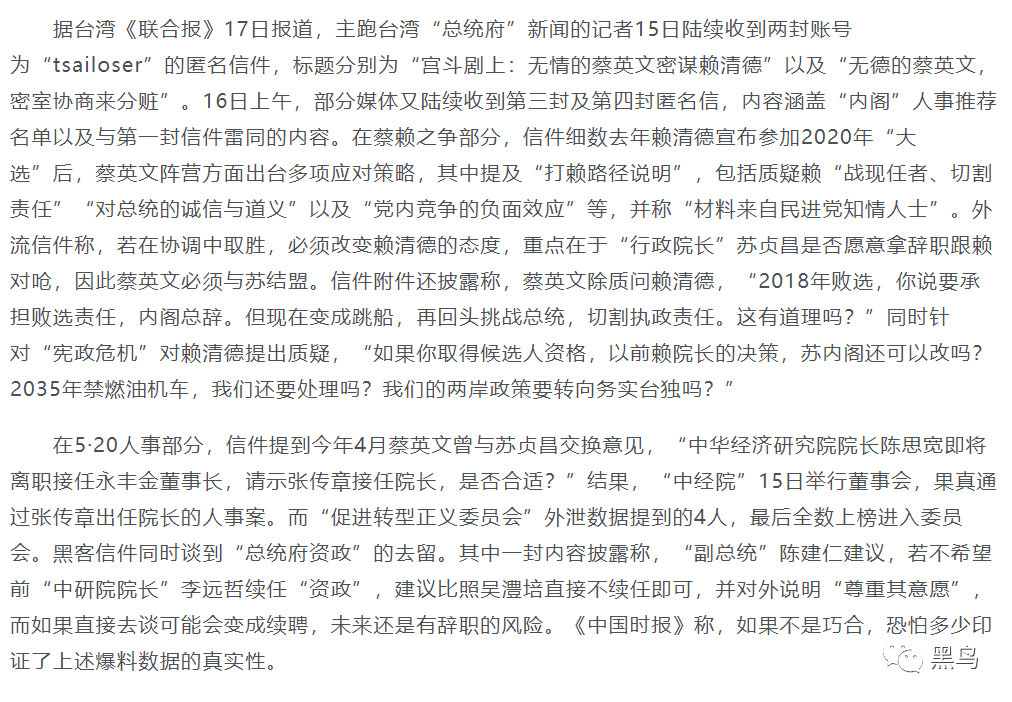 据台湾《联合报》17日报道，主跑台湾“总统府”新闻的记者15日陆续收到两封账号
为“tsailoser”的匿名信件，标题分别为“宫斗剧上：无情的蔡英文密谋赖清德”以及“无德的蔡英文，
密室协商来分赃”。16日上午，部分媒体又陆续收到第三封及第四封匿名信，内容涵盖“内阁”人事推荐
名单以及与第一封信件雷同的内容。在蔡赖之争部分，信件细数去年赖清德宣布参加2020年“大
选”后，蔡英文阵营方面出台多项应对策略，其中提及“打赖路径说明”，包括质疑赖“战现任者、切割
责任”“对总统的诚信与道义”以及“党内竞争的负面效应”等，并称“材料来自民进党知情人士”。外
流信件称，若在协调中取胜，必须改变赖清德的态度，重点在于“行政院长”苏贞昌是否愿意拿辞职跟赖
对呛，因此蔡英文必须与苏结盟。信件附件还披露称，蔡英文除质问赖清德，“2018年败选，你说要承
担败选责任，内阁总辞。但现在变成跳船，再回头挑战总统，切割执政责任。这有道理吗？”同时针
对“宪政危机”对赖清德提出质疑，“如果你取得候选人资格，以前赖院长的决策，苏内阁还可以改吗？
2035年禁燃油机车，我们还要处理吗？我们的两岸政策要转向务实台独吗？”
在5·20人事部分，信件提到今年4月蔡英文曾与苏贞昌交换意见，“中华经济研究院院长陈思宽即将
离职接任永丰金董事长，请示张传章接任院长，是否合适？”结果，“中经院”15日举行董事会，果真通
过张传章出任院长的人事案。而“促进转型正义委员会”外泄数据提到的4人，最后全数上榜进入委员
会。黑客信件同时谈到“总统府资政”的去留。其中一封内容披露称，“副总统”陈建仁建议，若不希望
前“中研院院长”李远哲续任“资政”，建议比照吴澧培直接不续任即可，并对外说明“尊重其意愿”，
而如果直接去谈可能会变成续聘，未来还是有辞职的风险。《中国时报》称，如果不是巧合，恐怕多少印
证了上述爆料数据的真实性。
黑鸟